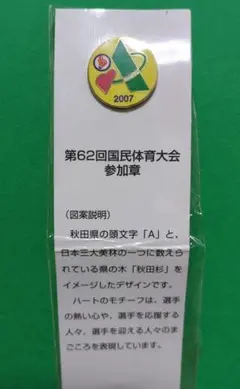 2007
第62回国民体育大会
参加章
（図案説明）
秋田県の頭文字「A」と、
日本三大美林の一つに数えら
れている県の木「秋田杉」を
イメージしたデザインです。
ハートのモチーフは、選手
の熱い心や、選手を応援する
人々、選手を迎える人々のま
ごころを表現しています。